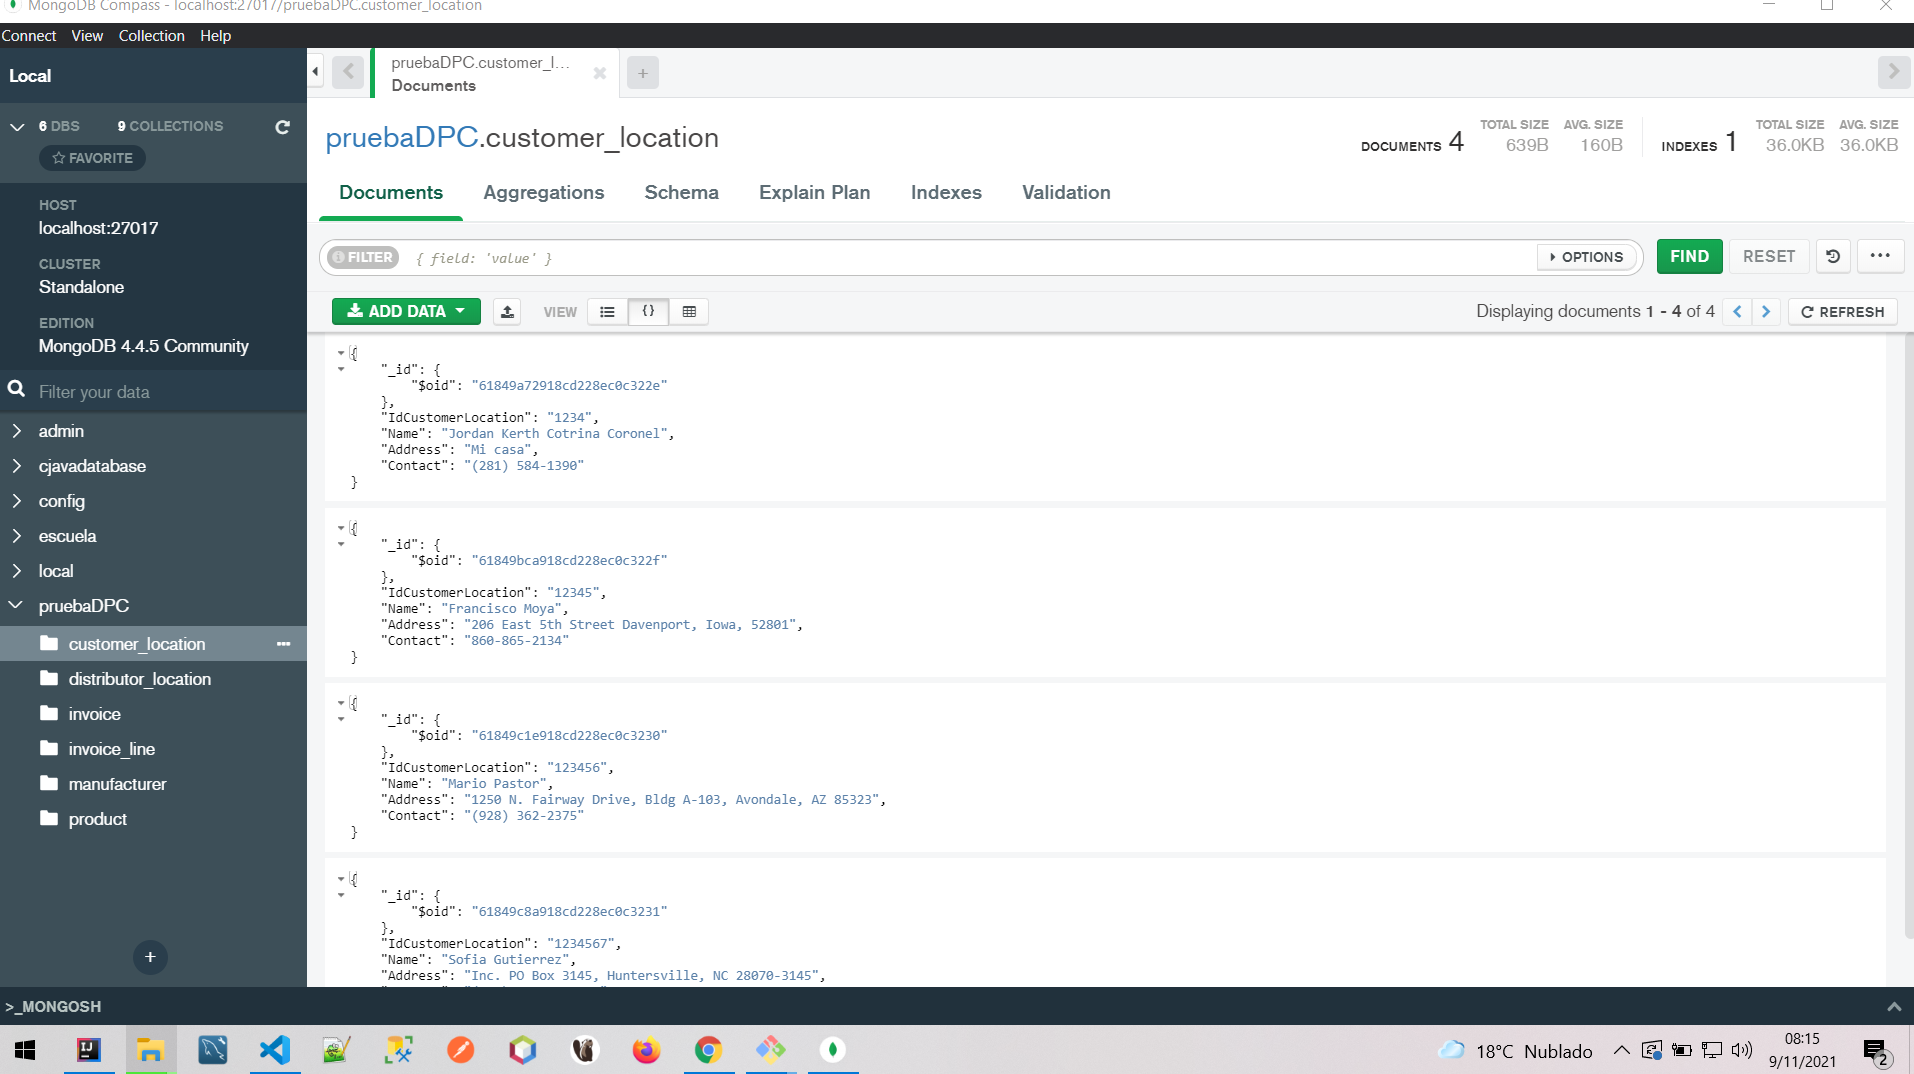 MongoDB Compass - localhost:27017/pruebaDPC.customer_location
Connect View Collection Help
Local
6 DBS 9 COLLECTIONS
FAVORITE
HOST
localhost:27017
CLUSTER
Standalone
EDITION
MongoDB 4.4.5 Community
Filter your data
admin
cjavadatabase
config
escuela
local
pruebaDPC
customer_location
distributor_location
invoice
invoice_line
manufacturer
product
+
pruebaDPC.customer_l...
Documents
+
pruebaDPC.customer_location
DOCUMENTS 4 TOTAL SIZE 639B AVG. SIZE 160B INDEXES 1 TOTAL SIZE 36.0KB AVG. SIZE 36.0KB
Documents Aggregations Schema Explain Plan Indexes Validation
FILTER { field: 'value' } OPTIONS FIND RESET
ADD DATA VIEW {} Displaying documents 1 - 4 of 4 REFRESH
{
"_id": {
"$oid": "61849a72918cd228ec0c322e"
},
"IdCustomerLocation": "1234",
"Name": "Jordan Kerth Cotrina Coronel",
"Address": "Mi casa",
"Contact": "(281) 584-1390"
}
{
"_id": {
"$oid": "61849bca918cd228ec0c322f"
},
"IdCustomerLocation": "12345",
"Name": "Francisco Moya",
"Address": "206 East 5th Street Davenport, Iowa, 52801",
"Contact": "860-865-2134"
}
{
"_id": {
"$oid": "61849c1e918cd228ec0c3230"
},
"IdCustomerLocation": "123456",
"Name": "Mario Pastor",
"Address": "1250 N. Fairway Drive, Bldg A-103, Avondale, AZ 85323",
"Contact": "(928) 362-2375"
}
{
"_id": {
"$oid": "61849c8a918cd228ec0c3231"
},
"IdCustomerLocation": "1234567",
"Name": "Sofia Gutierrez",
"Address": "Inc. PO Box 3145, Huntersville, NC 28070-3145",
>_MONGOSH
IJ
18°C Nublado
08:15
9/11/2021
2